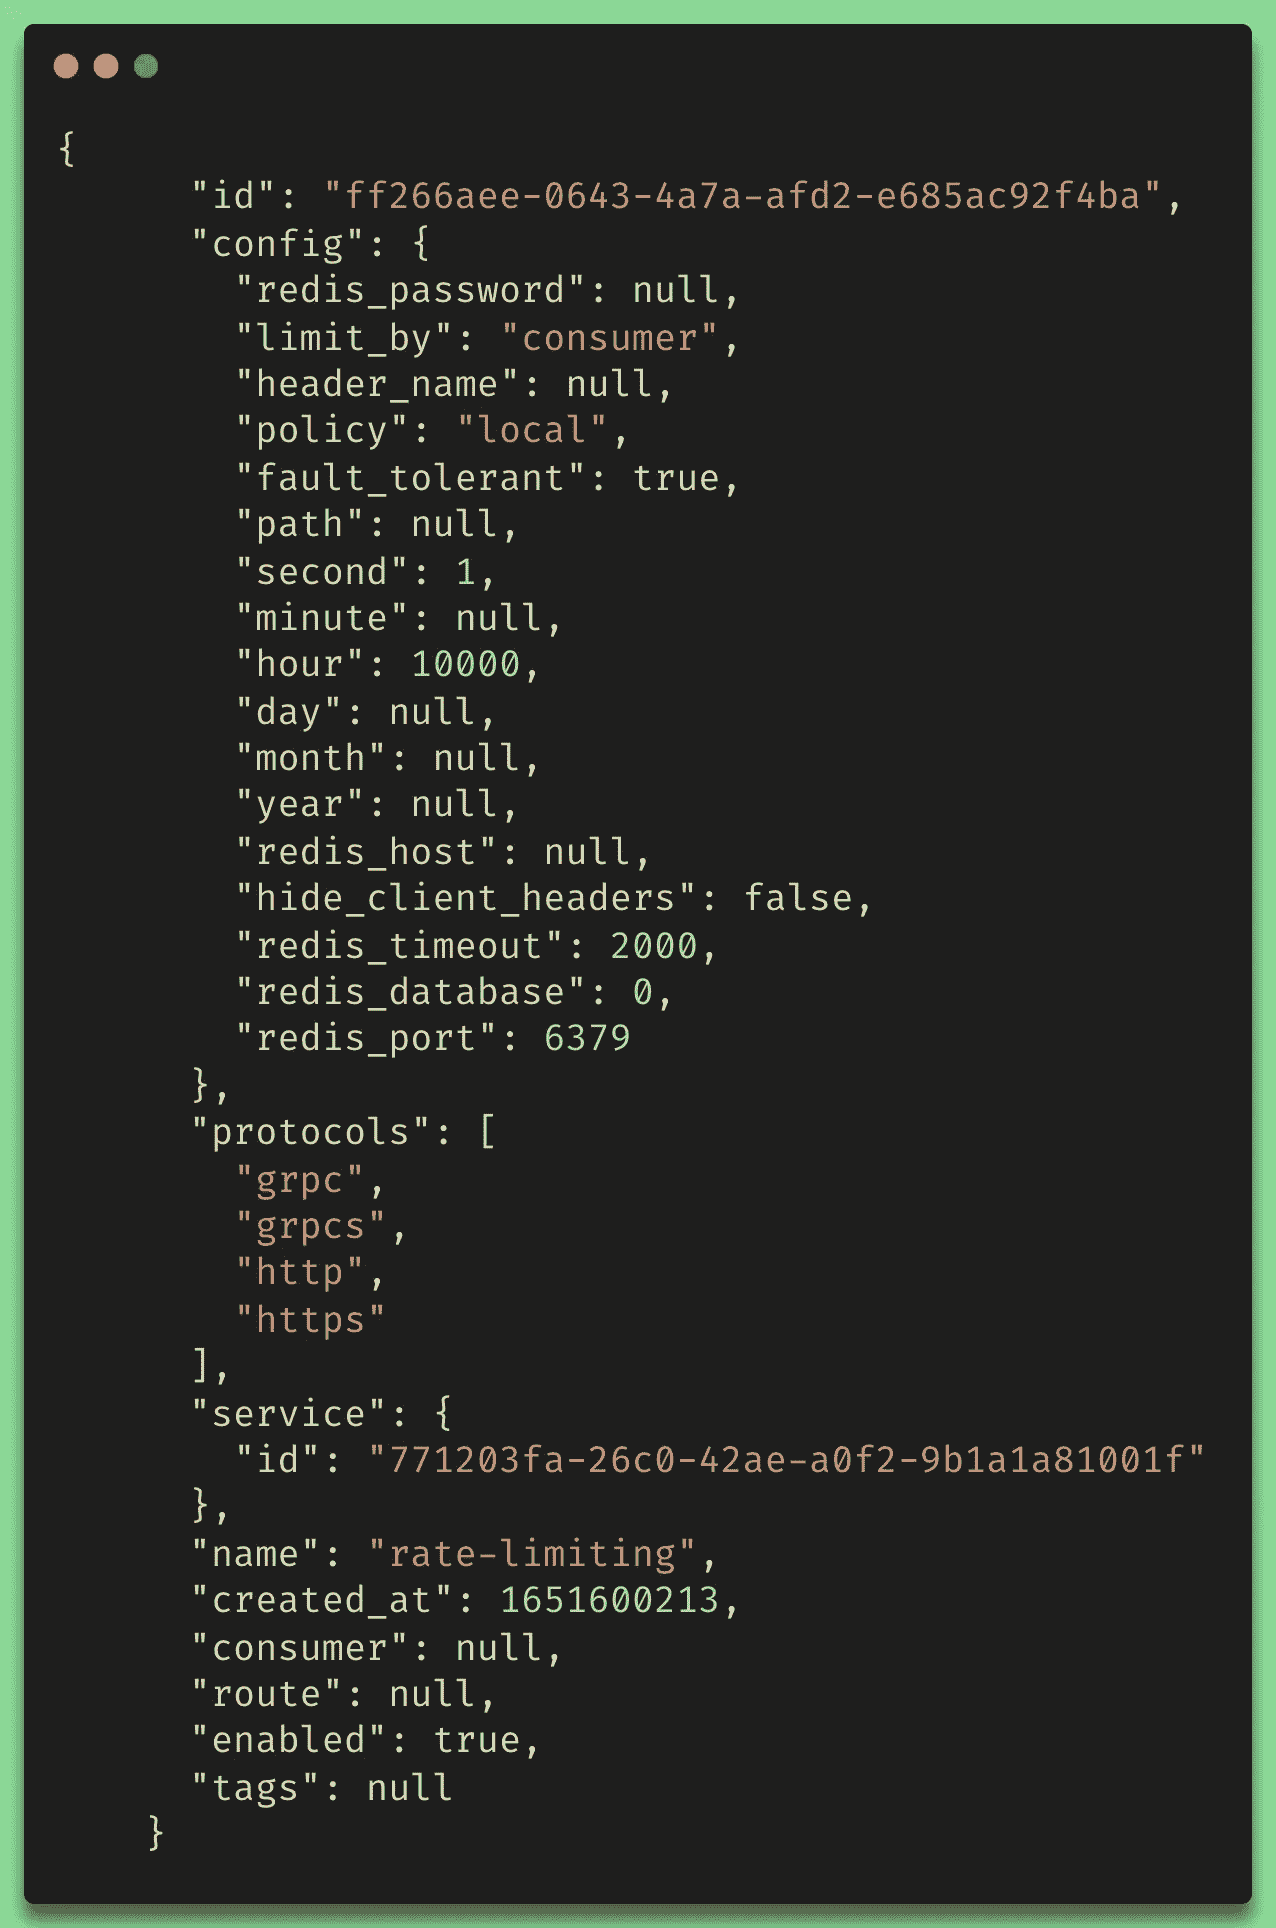 {
"id": "ff266aee-0643-4a7a-afd2-e685ac92f4ba",
"config": {
"redis_password": null,
"limit_by": "consumer",
"header_name": null,
"policy": "local",
"fault_tolerant": true,
"path": null,
"second": 1,
"minute": null,
"hour": 10000,
"day": null,
"month": null,
"year": null,
"redis_host": null,
"hide_client_headers": false,
"redis_timeout": 2000,
"redis_database": 0,
"redis_port": 6379
},
"protocols": [
"grpc",
"grpcs",
"http",
"https"
],
"service": {
"id": "771203fa-26c0-42ae-a0f2-9b1a1a81001f"
},
"name": "rate-limiting",
"created_at": 1651600213,
"consumer": null,
"route": null,
"enabled": true,
"tags": null
}